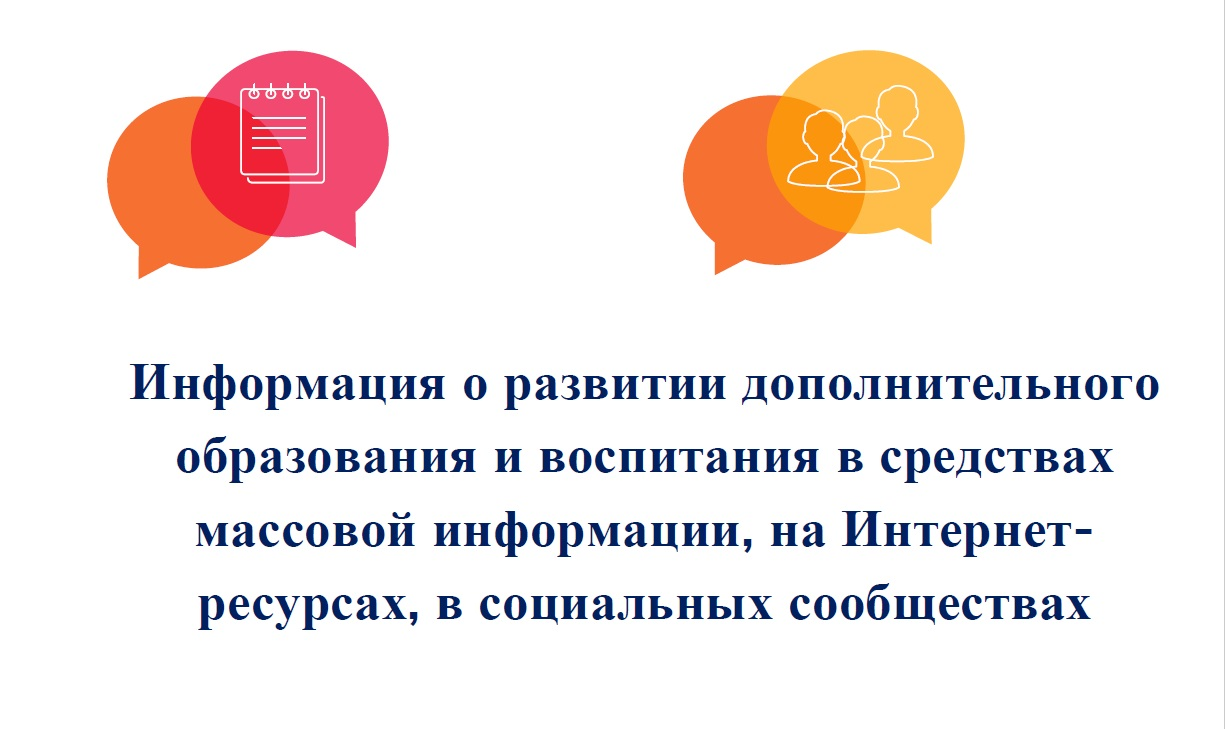 Информация о развитии дополнительного
образования и воспитания в средствах
массовой информации, на Интернет-
ресурсах, в социальных сообществах